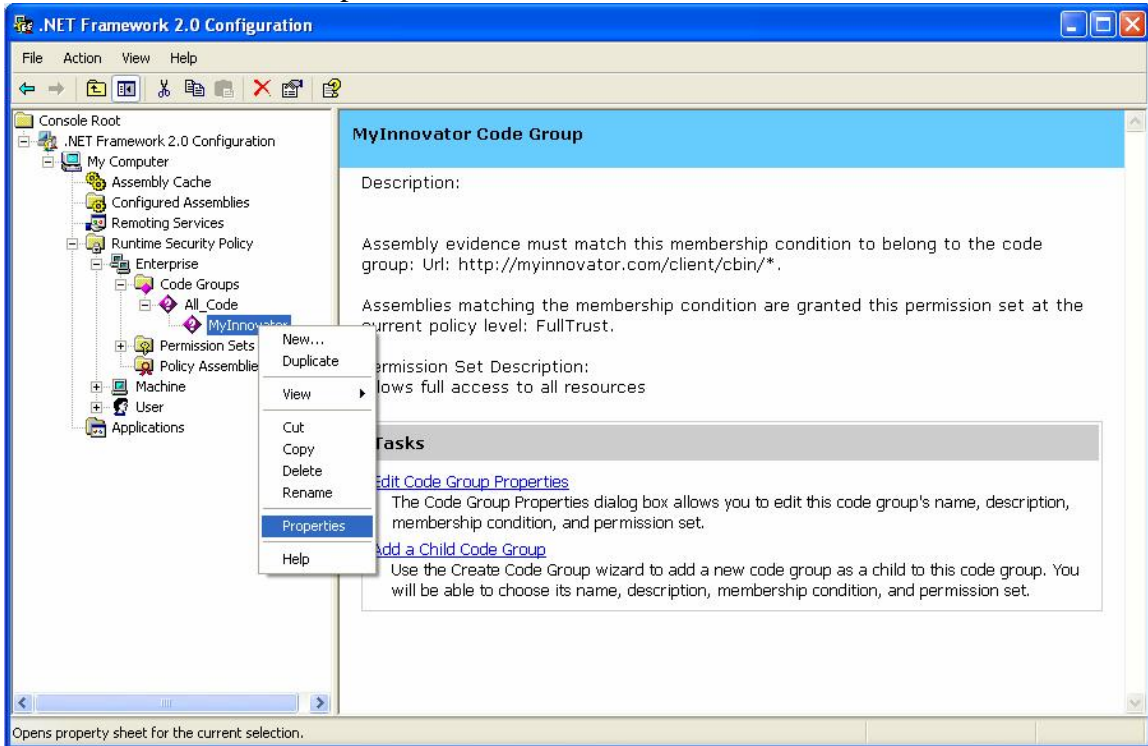 .NET Framework 2.0 Configuration
File Action View Help
Console Root
.NET Framework 2.0 Configuration
My Computer
Assembly Cache
Configured Assemblies
Remoting Services
Runtime Security Policy
Enterprise
Code Groups
All_Code
MyInnovator
Permission Sets
Policy Assemblie
Machine
User
Applications
New...
Duplicate
View
Cut
Copy
Delete
Rename
Properties
Help
MyInnovator Code Group
Description:
Assembly evidence must match this membership condition to belong to the code
group: Url: http://myinnovator.com/client/cbin/*.
Assemblies matching the membership condition are granted this permission set at the
current policy level: FullTrust.
ermission Set Description:
lows full access to all resources
Tasks
Edit Code Group Properties
The Code Group Properties dialog box allows you to edit this code group's name, description,
membership condition, and permission set.
Add a Child Code Group
Use the Create Code Group wizard to add a new code group as a child to this code group. You
will be able to choose its name, description, membership condition, and permission set.
Opens property sheet for the current selection.